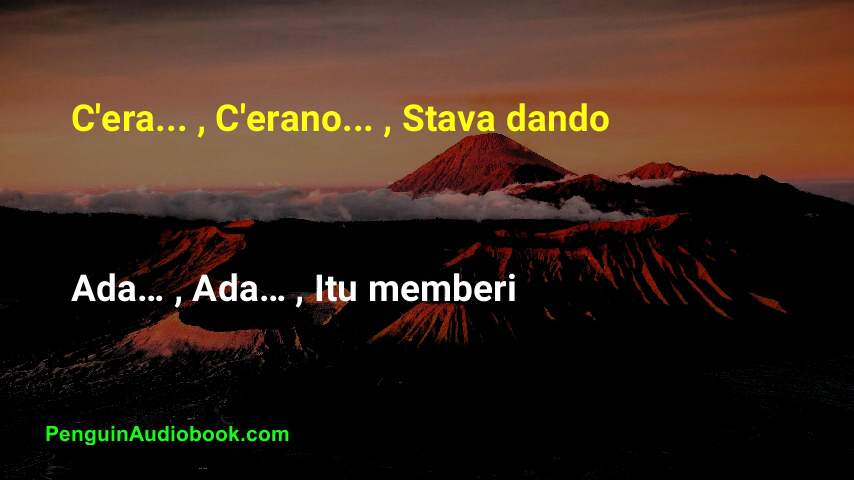 C'era... , C'erano... , Stava dando
Ada… , Ada… , Itu memberi
PenguinAudiobook.com